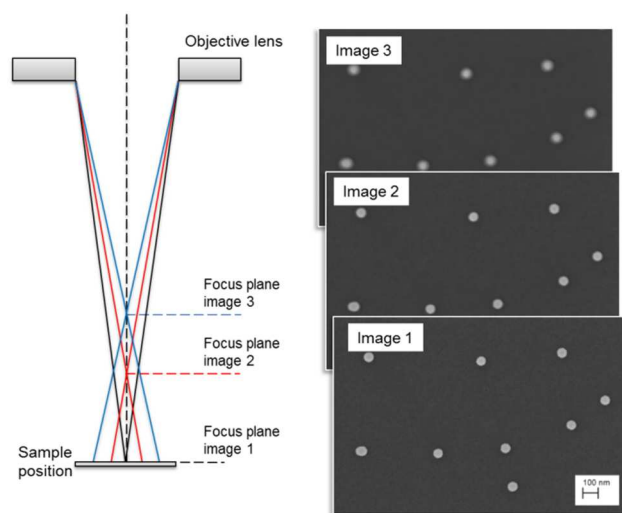 Objective lens
Focus plane
image 3
Focus plane
image 2
Focus plane
image 1
Sample
position
Image 3
Image 2
Image 1
100 nm